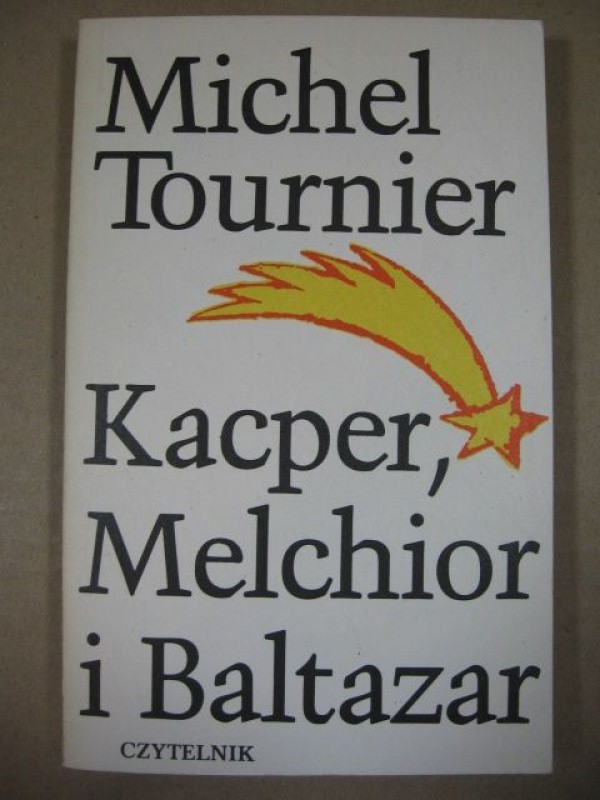 Michel
Tournier
Kacper,
Melchior
i Baltazar
CZYTELNIK